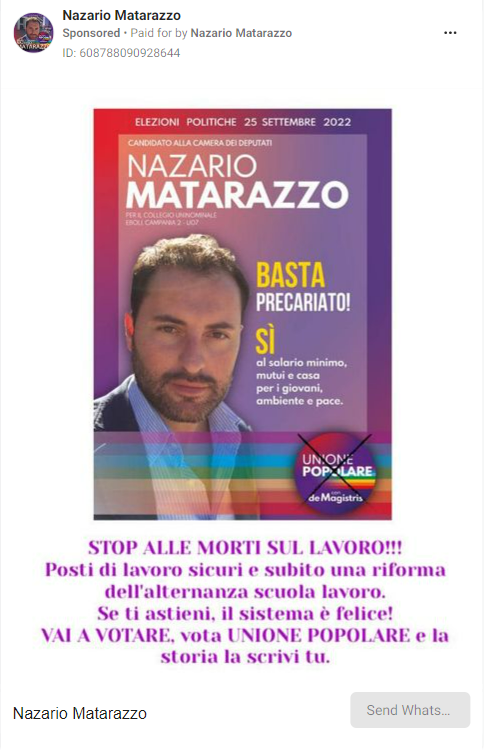 Nazario Matarazzo
Sponsored • Paid for by Nazario Matarazzo
ID: 608788090928644
ELEZIONI POLITICHE 25 SETTEMBRE 2022
CANDIDATO ALLA CAMERA DEI DEPUTATI
NAZARIO
MATARAZZO
PER IL COLLEGIO UNINOMINALE
EBOLI, CAMPANIA 2 - U07
BASTA
PRECARIATO!
SÌ
al salario minimo,
mutui e casa
per i giovani,
ambiente e pace.
UNIONE
POPOLARE
de Magistris
STOP ALLE MORTI SUL LAVORO!!!
Posti di lavoro sicuri e subito una riforma
dell'alternanza scuola lavoro.
Se ti astieni, il sistema è felice!
VAI A VOTARE, vota UNIONE POPOLARE e la
storia la scrivi tu.
Nazario Matarazzo
Send Whats...